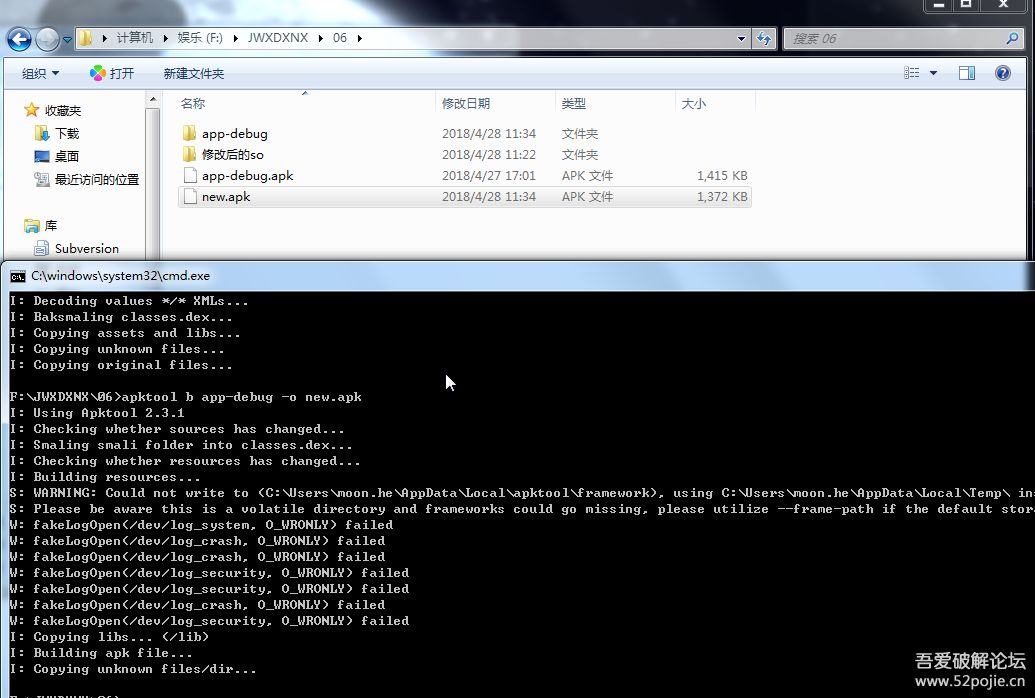 计算机 娱乐 (F:) JWXDXNX 06 搜索 06
组织 打开 新建文件夹
名称 修改日期 类型 大小
收藏夹
下载
桌面
最近访问的位置
库
Subversion
app-debug 2018/4/28 11:34 文件夹
修改后的so 2018/4/28 11:22 文件夹
app-debug.apk 2018/4/27 17:01 APK 文件 1,415 KB
new.apk 2018/4/28 11:34 APK 文件 1,372 KB
C:\windows\system32\cmd.exe
I: Decoding values */* XMLs...
I: Baksmaling classes.dex...
I: Copying assets and libs...
I: Copying unknown files...
I: Copying original files...
F:\JWXDXNX\06>apktool b app-debug -o new.apk
I: Using Apktool 2.3.1
I: Checking whether sources has changed...
I: Smaling smali folder into classes.dex...
I: Checking whether resources has changed...
I: Building resources...
S: WARNING: Could not write to (C:\Users\moon.he\AppData\Local\apktool\framework), using C:\Users\moon.he\AppData\Local\Temp\ in
S: Please be aware this is a volatile directory and frameworks could go missing, please utilize --frame-path if the default stor
W: fakeLogOpen(/dev/log_system, O_WRONLY) failed
W: fakeLogOpen(/dev/log_crash, O_WRONLY) failed
W: fakeLogOpen(/dev/log_crash, O_WRONLY) failed
W: fakeLogOpen(/dev/log_security, O_WRONLY) failed
W: fakeLogOpen(/dev/log_security, O_WRONLY) failed
W: fakeLogOpen(/dev/log_crash, O_WRONLY) failed
W: fakeLogOpen(/dev/log_security, O_WRONLY) failed
I: Copying libs... (/lib)
I: Building apk file...
I: Copying unknown files/dir...
吾爱破解论坛
www.52pojie.cn